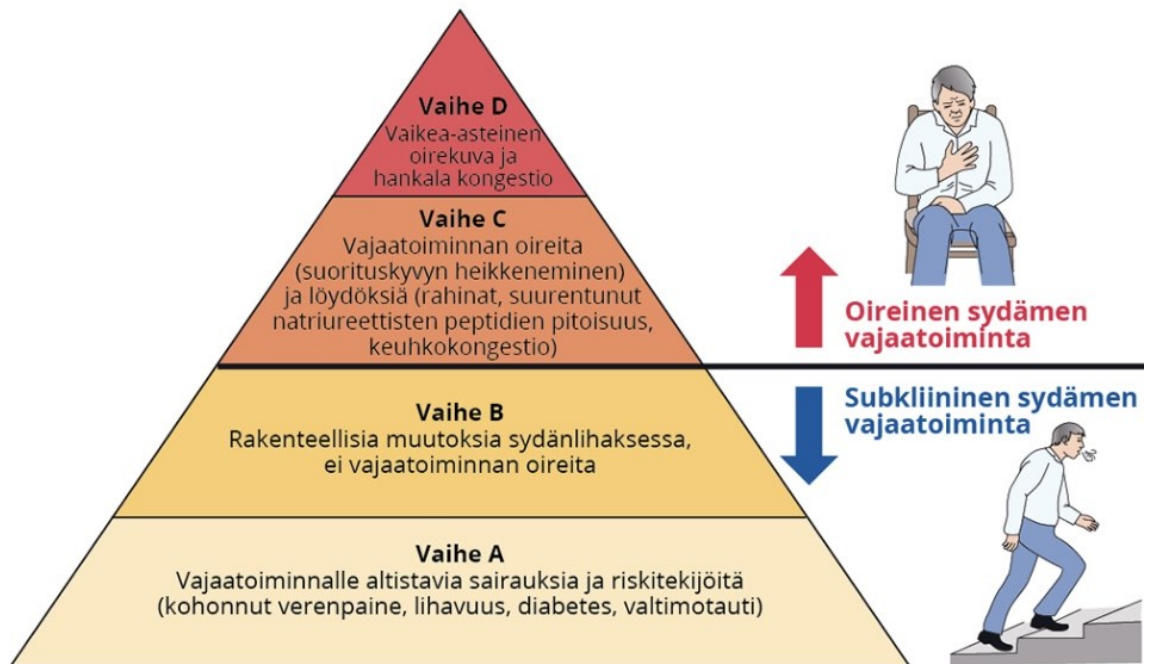 Vaihe D
Vaikea-asteinen
oirekuva ja
hankala kongestio
Vaihe C
Vajaatoiminnan oireita
(suorituskyvyn heikkeneminen)
ja löydöksiä (rahinat, suurentunut
natriureettisten peptidien pitoisuus,
keuhkokongestio)
Oireinen sydämen
vajaatoiminta
Subkliininen sydämen
vajaatoiminta
Vaihe B
Rakenteellisia muutoksia sydänlihaksessa,
ei vajaatoiminnan oireita
Vaihe A
Vajaatoiminnalle altistavia sairauksia ja riskitekijöitä
(kohonnut verenpaine, lihavuus, diabetes, valtimotauti)